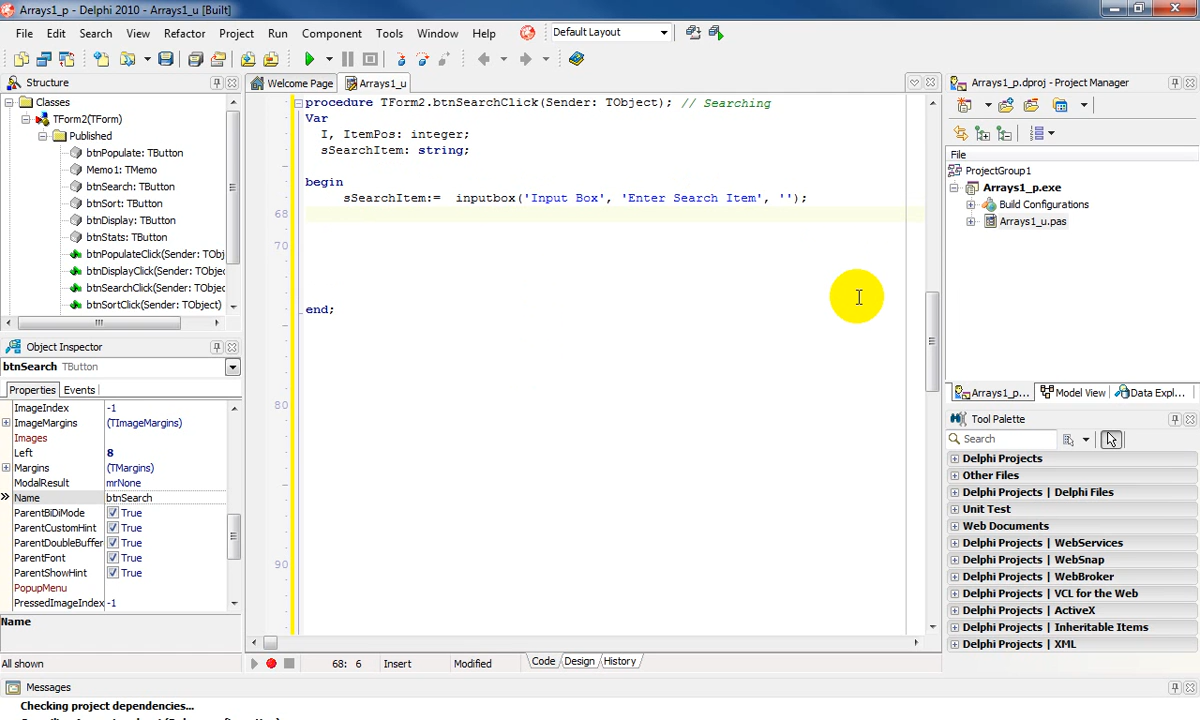 Arrays1_p - Delphi 2010 - Arrays1_u [Built]
File Edit Search View Refactor Project Run Component Tools Window Help Default Layout
Structure
Classes
TForm2(TForm)
Published
btnPopulate: TButton
Memo1: TMemo
btnSearch: TButton
btnSort: TButton
btnDisplay: TButton
btnStats: TButton
btnPopulateClick(Sender: TObj
btnDisplayClick(Sender: TObjec
btnSearchClick(Sender: TObjec
btnSortClick(Sender: TObject)
Object Inspector
btnSearch TButton
Properties Events
ImageIndex -1
ImageMargins (TImageMargins)
Images
Left 8
Margins (TMargins)
ModalResult mrNone
Name btnSearch
ParentBiDiMode True
ParentCustomHint True
ParentDoubleBuffer True
ParentFont True
ParentShowHint True
PopupMenu
PressedImageIndex -1
Name
All shown
Welcome Page Arrays1_u
procedure TForm2.btnSearchClick(Sender: TObject); // Searching
Var
I, ItemPos: integer;
sSearchItem: string;
begin
sSearchItem:= inputbox('Input Box', 'Enter Search Item', '');
68
70
end;
80
90
68: 6 Insert Modified Code Design History
Arrays1_p.dproj - Project Manager
File
ProjectGroup1
Arrays1_p.exe
Build Configurations
Arrays1_u.pas
Arrays1_p... Model View Data Expl...
Tool Palette
Search
Delphi Projects
Other Files
Delphi Projects | Delphi Files
Unit Test
Web Documents
Delphi Projects | WebServices
Delphi Projects | WebSnap
Delphi Projects | WebBroker
Delphi Projects | VCL for the Web
Delphi Projects | ActiveX
Delphi Projects | Inheritable Items
Delphi Projects | XML
Messages
Checking project dependencies...